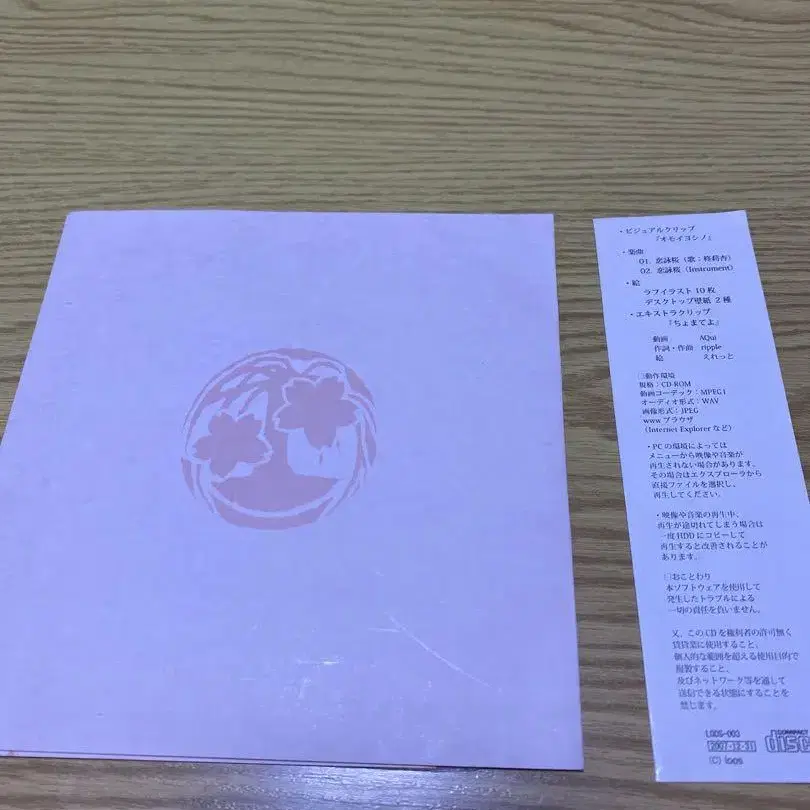 ・ビジュアルクリップ
『オモイヨシノ』
・楽曲
01. 恋詠桜（歌：柊莉杏）
02. 恋詠桜（Instrument）
・絵
ラフイラスト 10 枚
デスクトップ壁紙 2 種
・エキストラクリップ
『ちょまてよ』
動画 AQui
作詞・作曲 ripple
絵 えれっと
□動作環境
規格：CD-ROM
動画コーデック：MPEG1
オーディオ形式：WAV
画像形式：JPEG
www ブラウザ
（Internet Explorer など）
・PC の環境によっては
メニューから映像や音楽が
再生されない場合があります。
その場合はエクスプローラから
直接ファイルを選択し、
再生してください。
・映像や音楽の再生中、
再生が途切れてしまう場合は
一度 HDD にコピーして
再生すると改善されることが
あります。
□おことわり
本ソフトウェアを使用して
発生したトラブルによる
一切の責任を負いません。
又、この CD を権利者の許可無く
賃貸業に使用すること、
個人的な範囲を超える使用目的で
複製すること、
及びネットワーク等を通して
送信できる状態にすることを
禁じます。
LOOS-003
2007-12-31
(C) loos
COMPACT
disc